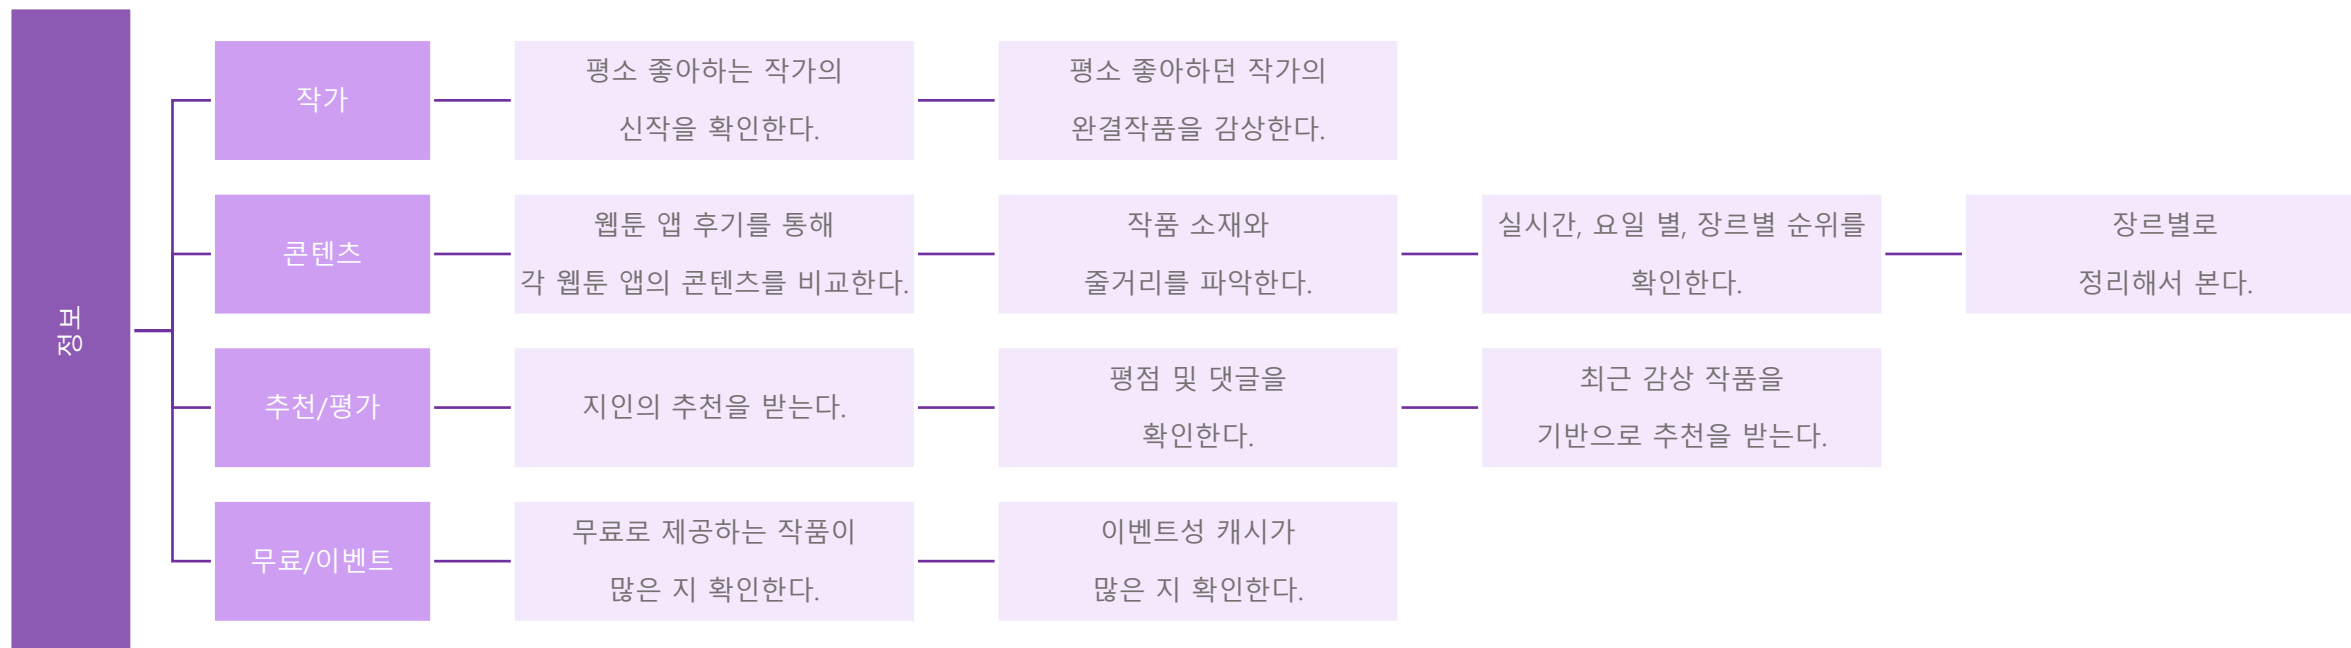 정보
작가
평소 좋아하는 작가의
신작을 확인한다.
평소 좋아하던 작가의
완결작품을 감상한다.
콘텐츠
웹툰 앱 후기를 통해
각 웹툰 앱의 콘텐츠를 비교한다.
작품 소재와
줄거리를 파악한다.
실시간, 요일 별, 장르별 순위를
확인한다.
장르별로
정리해서 본다.
추천/평가
지인의 추천을 받는다.
평점 및 댓글을
확인한다.
최근 감상 작품을
기반으로 추천을 받는다.
무료/이벤트
무료로 제공하는 작품이
많은 지 확인한다.
이벤트성 캐시가
많은 지 확인한다.